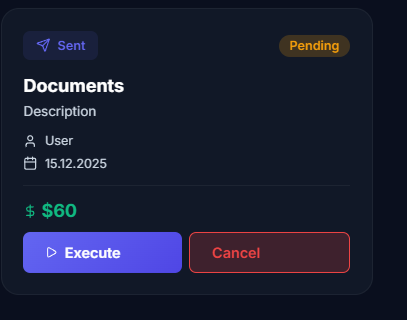 Sent
Pending
Documents
Description
User
15.12.2025
$ $60
Execute
Cancel